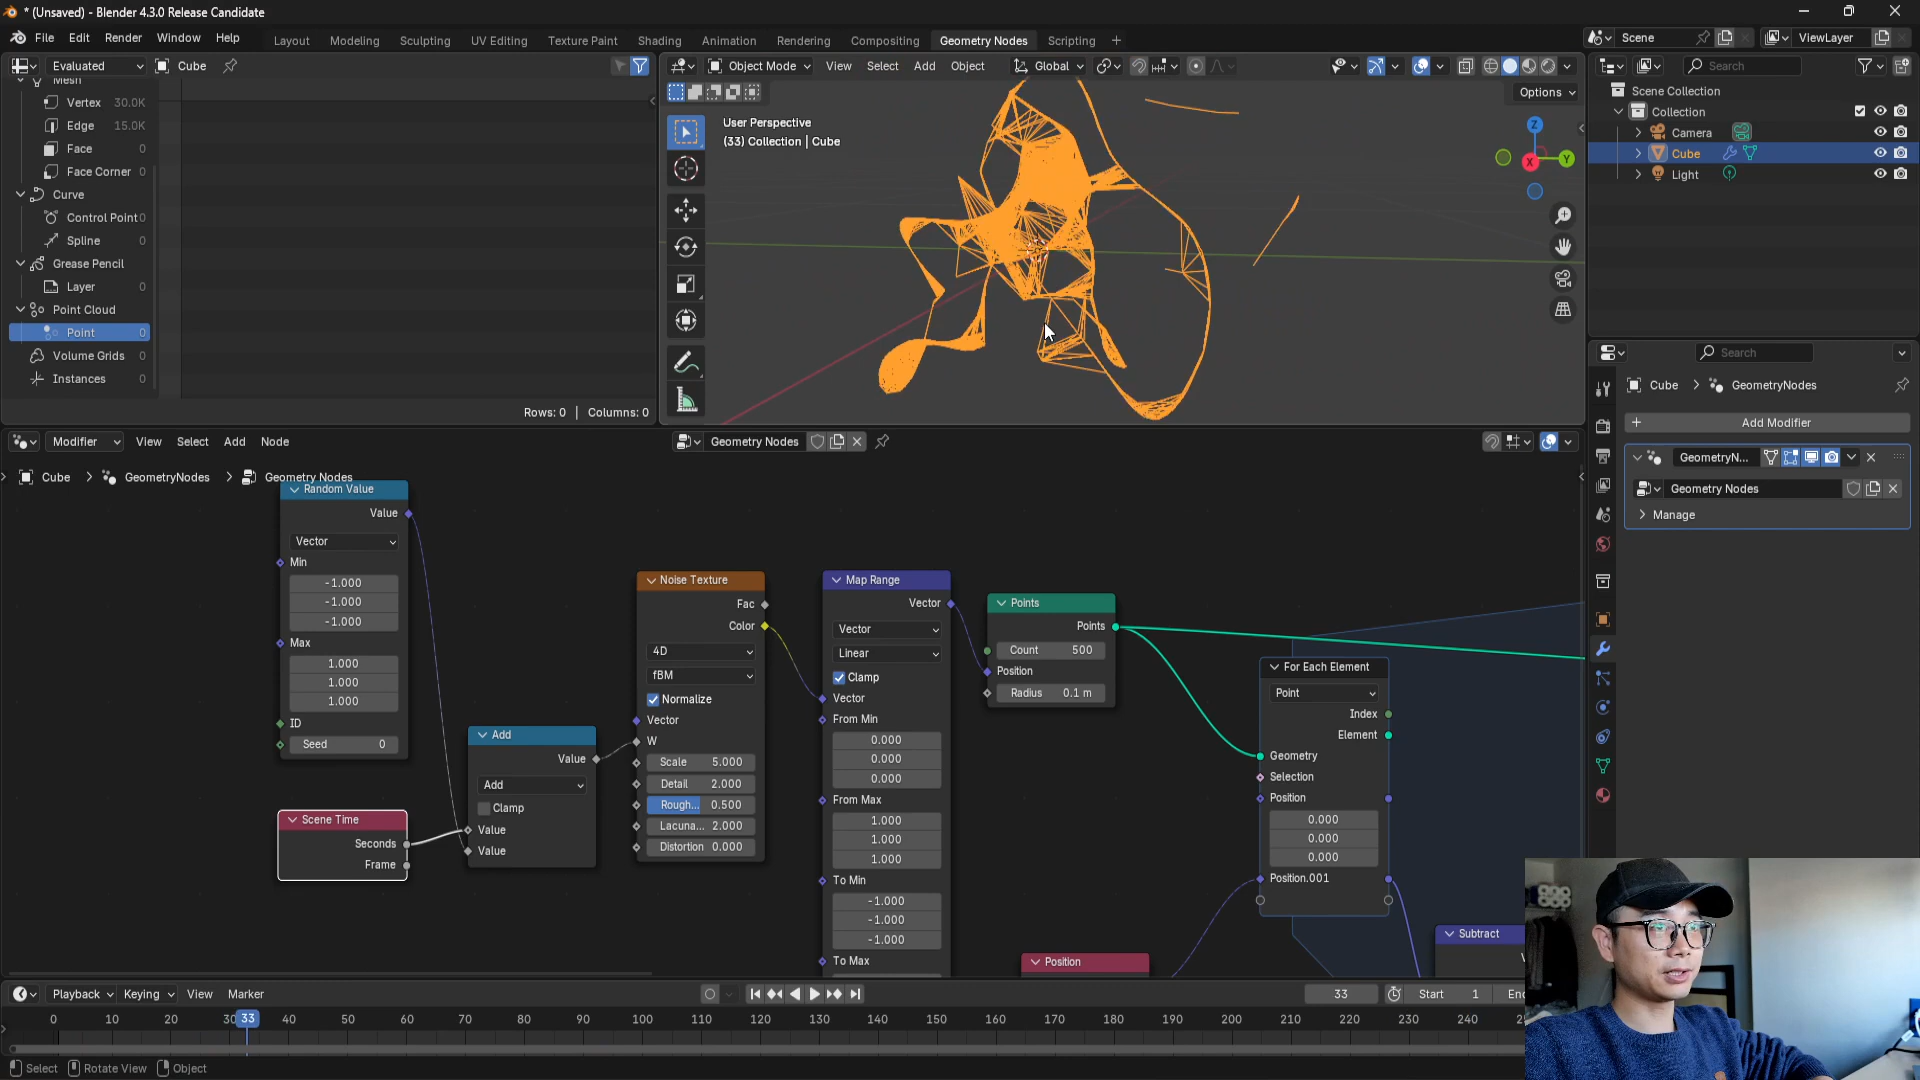 * (Unsaved) - Blender 4.3.0 Release Candidate
File Edit Render Window Help
Layout Modeling Sculpting UV Editing Texture Paint Shading Animation Rendering Compositing Geometry Nodes Scripting +
Scene
ViewLayer
Evaluated
Cube
Object Mode View Select Add Object
Global
Search
Options
Mesh
Vertex 30.0K
Edge 15.0K
Face 0
Face Corner 0
Curve
Control Point 0
Spline 0
Grease Pencil
Layer 0
Point Cloud
Point 0
Volume Grids 0
Instances 0
Rows: 0 | Columns: 0
User Perspective
(33) Collection | Cube
Z
Y
X
Scene Collection
Collection
Camera
Cube
Light
Search
Cube > GeometryNodes
+ Add Modifier
GeometryN...
Geometry Nodes
Manage
Modifier View Select Add Node
Geometry Nodes
Cube > GeometryNodes > Geometry Nodes
Random Value
Value
Vector
Min
-1.000
-1.000
-1.000
Max
1.000
1.000
1.000
ID
Seed 0
Scene Time
Seconds
Frame
Add
Value
Add
Clamp
Value
Value
Noise Texture
Fac
Color
4D
fBM
Normalize
Vector
W
Scale 5.000
Detail 2.000
Rough... 0.500
Lacuna... 2.000
Distortion 0.000
Map Range
Vector
Vector
Linear
Clamp
Vector
From Min
0.000
0.000
0.000
From Max
1.000
1.000
1.000
To Min
-1.000
-1.000
-1.000
To Max
Points
Points
Count 500
Position
Radius 0.1 m
Position
For Each Element
Point
Index
Element
Geometry
Selection
Position
0.000
0.000
0.000
Position.001
Subtract
Playback Keying View Marker
33
Start 1
0 10 20 30 33 40 50 60 70 80 90 100 110 120 130 140 150 160 170 180 190 200 210 220 230 240
Select Rotate View Object